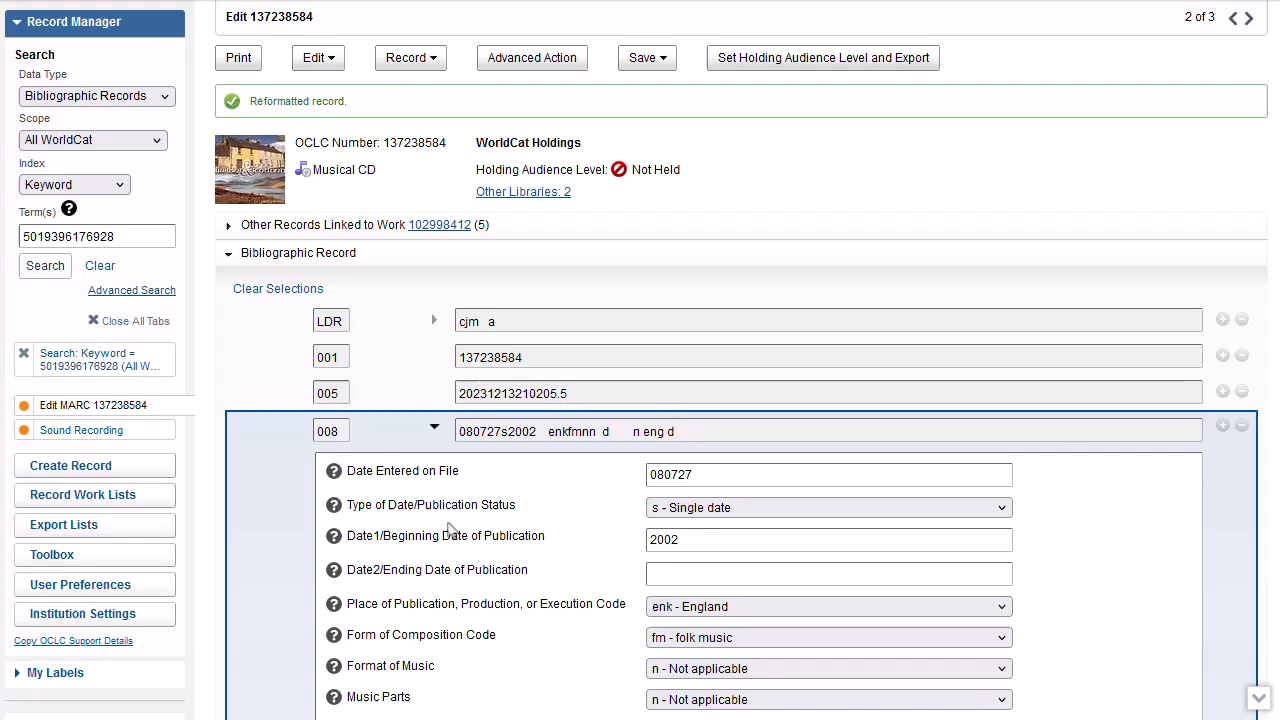 Record Manager
Edit 137238584
2 of 3
Search
Data Type
Bibliographic Records
Scope
All WorldCat
Index
Keyword
Term(s)
5019396176928
Search
Clear
Advanced Search
Close All Tabs
Search: Keyword =
5019396176928 (All W...
Edit MARC 137238584
Sound Recording
Create Record
Record Work Lists
Export Lists
Toolbox
User Preferences
Institution Settings
Copy OCLC Support Details
My Labels
Print
Edit
Record
Advanced Action
Save
Set Holding Audience Level and Export
Reformatted record.
OCLC Number: 137238584
WorldCat Holdings
Musical CD
Holding Audience Level: Not Held
Other Libraries: 2
Other Records Linked to Work 102998412 (5)
Bibliographic Record
Clear Selections
LDR cjm a
001 137238584
005 20231213210205.5
008 080727s2002 enkfmnn d n eng d
Date Entered on File 080727
Type of Date/Publication Status s - Single date
Date1/Beginning Date of Publication 2002
Date2/Ending Date of Publication
Place of Publication, Production, or Execution Code enk - England
Form of Composition Code fm - folk music
Format of Music n - Not applicable
Music Parts n - Not applicable